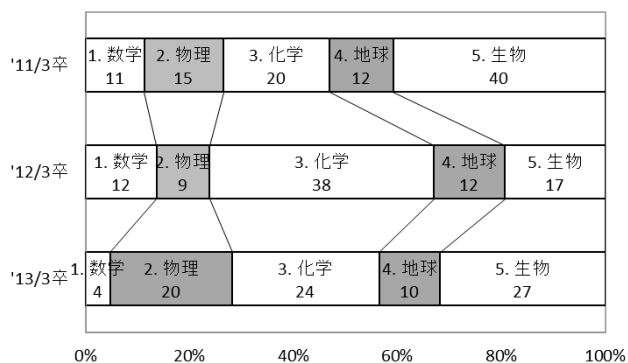 1. 数学 2. 物理 3. 化学 4. 地球 5. 生物
'11/3卒
11 15 20 12 40
1. 数学 2. 物理 3. 化学 4. 地球 5. 生物
'12/3卒
12 9 38 12 17
1. 数学 2. 物理 3. 化学 4. 地球 5. 生物
'13/3卒
4 20 24 10 27
0% 20% 40% 60% 80% 100%